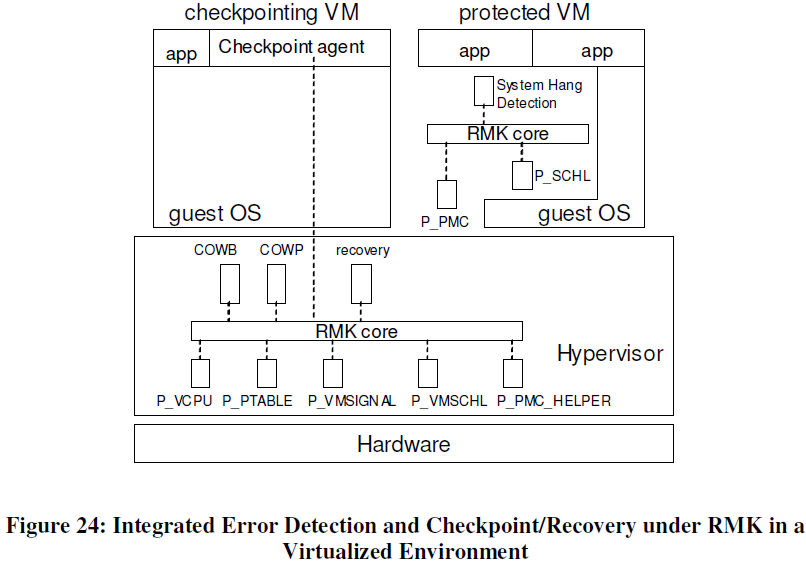 checkpointing VM
protected VM
app
Checkpoint agent
app
app
System Hang
Detection
RMK core
P_SCHL
P_PMC
guest OS
guest OS
COWB
COWP
recovery
RMK core
Hypervisor
P_VCPU
P_PTABLE
P_VMSIGNAL
P_VMSCHL
P_PMC_HELPER
Hardware
Figure 24: Integrated Error Detection and Checkpoint/Recovery under RMK in a
Virtualized Environment